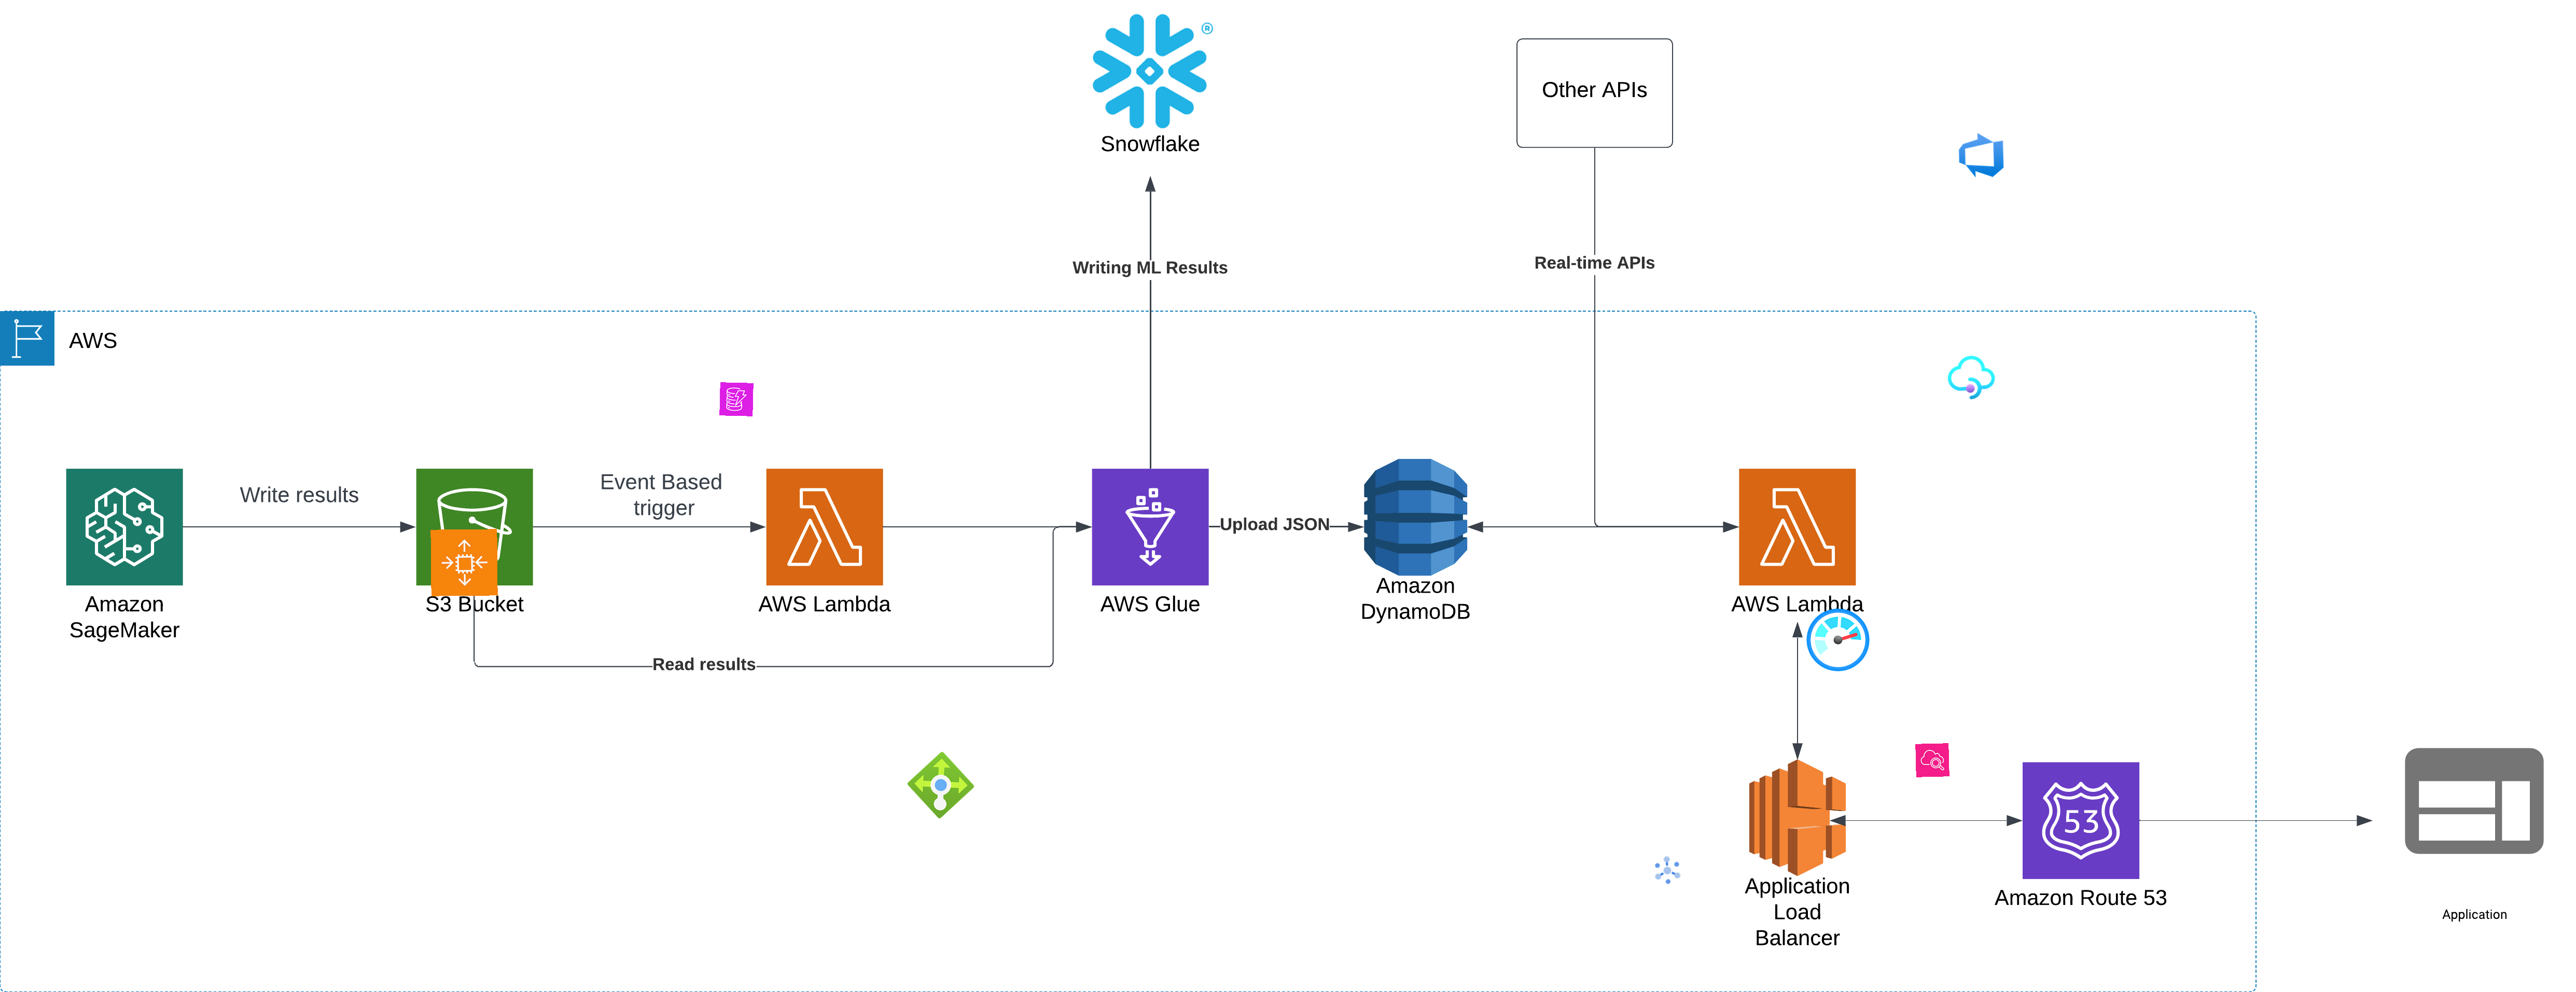 ®
Snowflake
Other APIs
Writing ML Results
Real-time APIs
AWS
Write results
Event Based
trigger
Upload JSON
Amazon
SageMaker
S3 Bucket
AWS Lambda
AWS Glue
Amazon
DynamoDB
AWS Lambda
Read results
53
Application
Load
Balancer
Amazon Route 53
Application